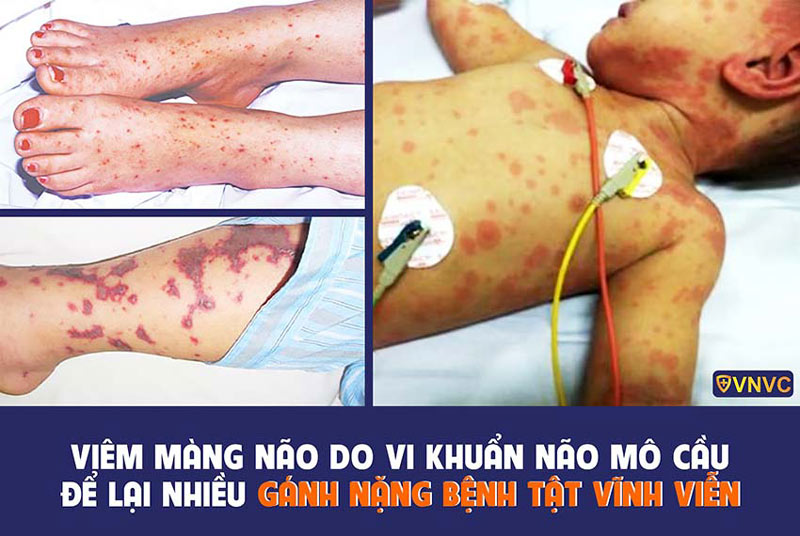 VNVC
VIÊM MÀNG NÃO DO VI KHUẨN NÃO MÔ CẦU
ĐỂ LẠI NHIỀU GÁNH NẶNG BỆNH TẬT VĨNH VIỄN